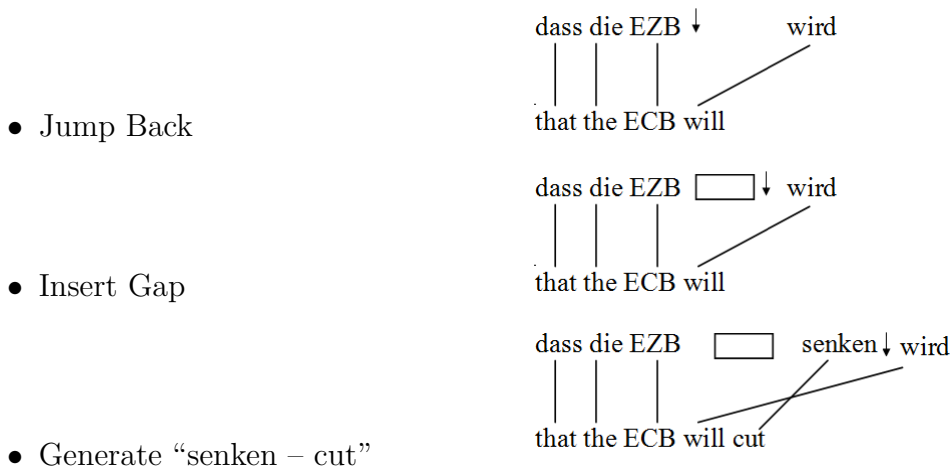 dass die EZB ↓ wird
• Jump Back
that the ECB will
dass die EZB ↓ wird
• Insert Gap
that the ECB will
dass die EZB senken ↓ wird
that the ECB will cut
• Generate “senken – cut”